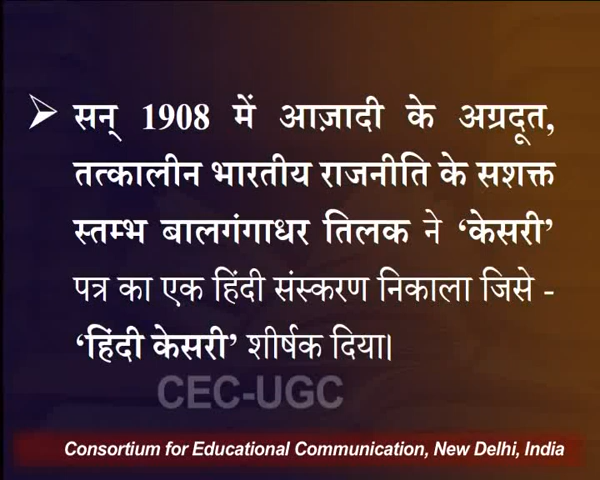 ➢ सन् 1908 में आज़ादी के अग्रदूत,
तत्कालीन भारतीय राजनीति के सशक्त
स्तम्भ बालगंगाधर तिलक ने ‘केसरी’
पत्र का एक हिंदी संस्करण निकाला जिसे -
‘हिंदी केसरी’ शीर्षक दिया।
CEC-UGC
Consortium for Educational Communication, New Delhi, India